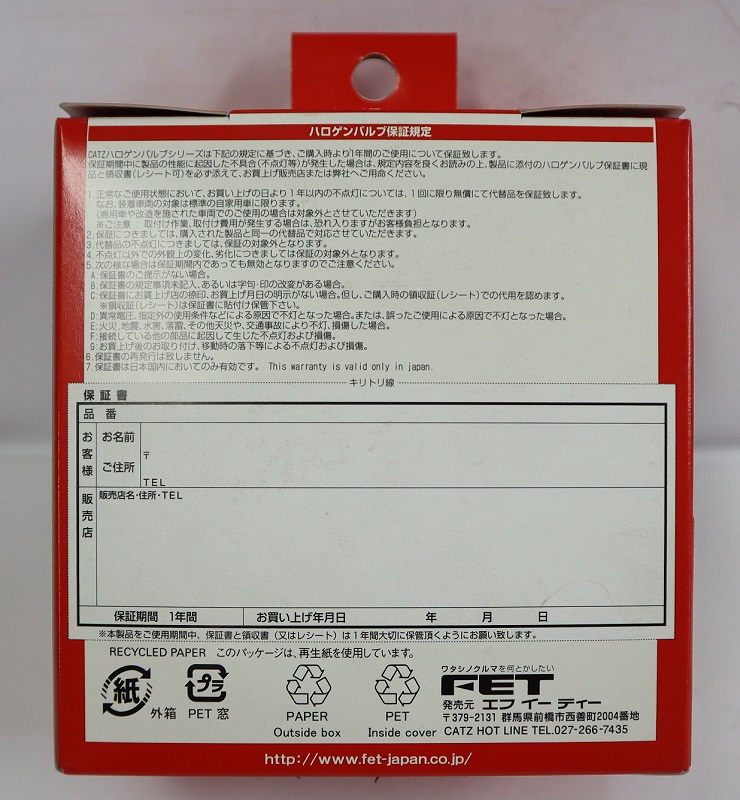 ハロゲンバルブ保証規定
CATZハロゲンバルブシリーズは下記の規定に基づき、ご購入時より1年間のご使用について保証致します。
保証期間中に製品の性能に起因した不具合(不点灯等)が発生した場合は、規定内容を良くお読みの上、製品に添付のハロゲンバルブ保証書に現
品と領収書(レシート可)を必ず添えて、お買上げ販売店または弊社へご用命ください。
1.正常なご使用状態において、お買い上げの日より1年以内の不点灯については、1回に限り無償にて代替品を保証致します。
なお、装着車両の対象は標準の自家用車に限ります。
(商用車や改造を施された車両でのご使用の場合は対象外とさせていただきます)
※ご注意:取付け作業、取付け費用が発生する場合は、恐れ入りますがお客様負担となります。
2.保証につきましては、購入された製品と同一の代替品で対応させていただきます。
3.代替品の不点灯につきましては、保証の対象外となります。
4.不点灯以外での外観上の変化、劣化につきましては保証の対象外となります。
5.次の様な場合は保証期間内であっても無効となりますのでご注意ください。
A:保証書のご提示がない場合。
B:保証書の規定事項未記入、あるいは字句・印の改変がある場合。
C:保証書にお買上げ店の捺印、お買上げ月日の明示がない場合。但し、ご購入時の領収証(レシート)での代用を認めます。
※領収証(レシート)は保証書に貼付け保管下さい。
D:異常電圧、指定外の使用条件などによる原因で不灯となった場合、または、誤ったご使用による原因で不灯となった場合。
E:火災、地震、水害、落雷、その他天災や、交通事故により不灯、損傷した場合。
F:接続している他の部品に起因して生じた不点灯および損傷。
G:お買上げ後のお取り付け、移動時の落下等による不点灯および損傷。
6.保証書の再発行は致しません。
7.保証書は日本国内においてのみ有効です。 This warranty is valid only in japan.
キリトリ線
保証書
品 番
お客様
お名前
ご住所
〒
TEL
販売店
販売店名・住所・TEL
保証期間 1年間 お買い上げ年月日 年 月 日
※本製品をご使用期間中、保証書と領収書(又はレシート)は1年間大切に保管頂くようにお願い致します。
RECYCLED PAPER このパッケージは、再生紙を使用しています。
紙 外箱
プラ PET 窓
PAPER
Outside box
PET
Inside cover
ワタシノクルマを何とかしたい
FET
発売元 エフ イー ティー
〒379-2131 群馬県前橋市西善町2004番地
CATZ HOT LINE TEL.027-266-7435
http://www.fet-japan.co.jp/